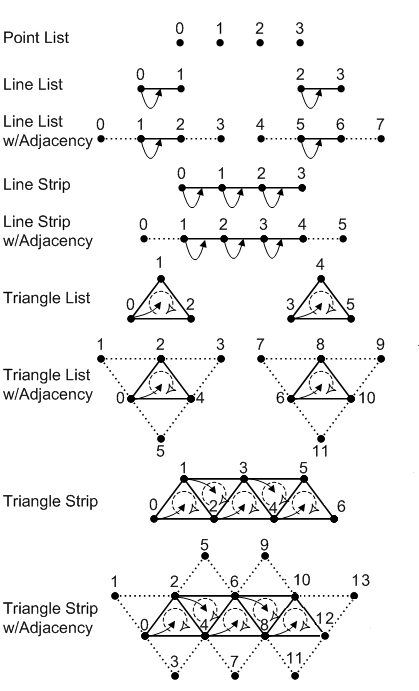 Point List
0 1 2 3
Line List
0 1 2 3
Line List
w/Adjacency
0 1 2 3 4 5 6 7
Line Strip
0 1 2 3
Line Strip
w/Adjacency
0 1 2 3 4 5
1 4
Triangle List
0 2 3 5
1 2 3 7 8 9
Triangle List
w/Adjacency
0 4 6 10
5 11
1 3 5
Triangle Strip
0 2 4 6
5 9
1 2 6 10 13
Triangle Strip
w/Adjacency
0 4 8 12
3 7 11